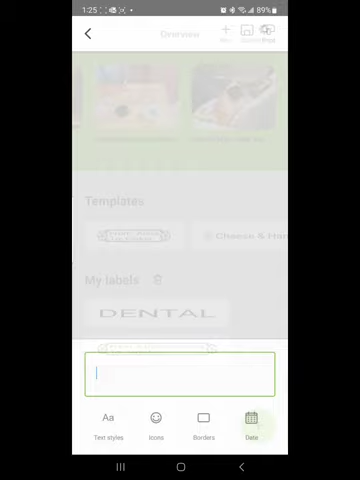 1:25
89%
Overview
Templates
Cheese & Ham
My labels
DENTAL
Aa
Text styles
Icons
Borders
Date